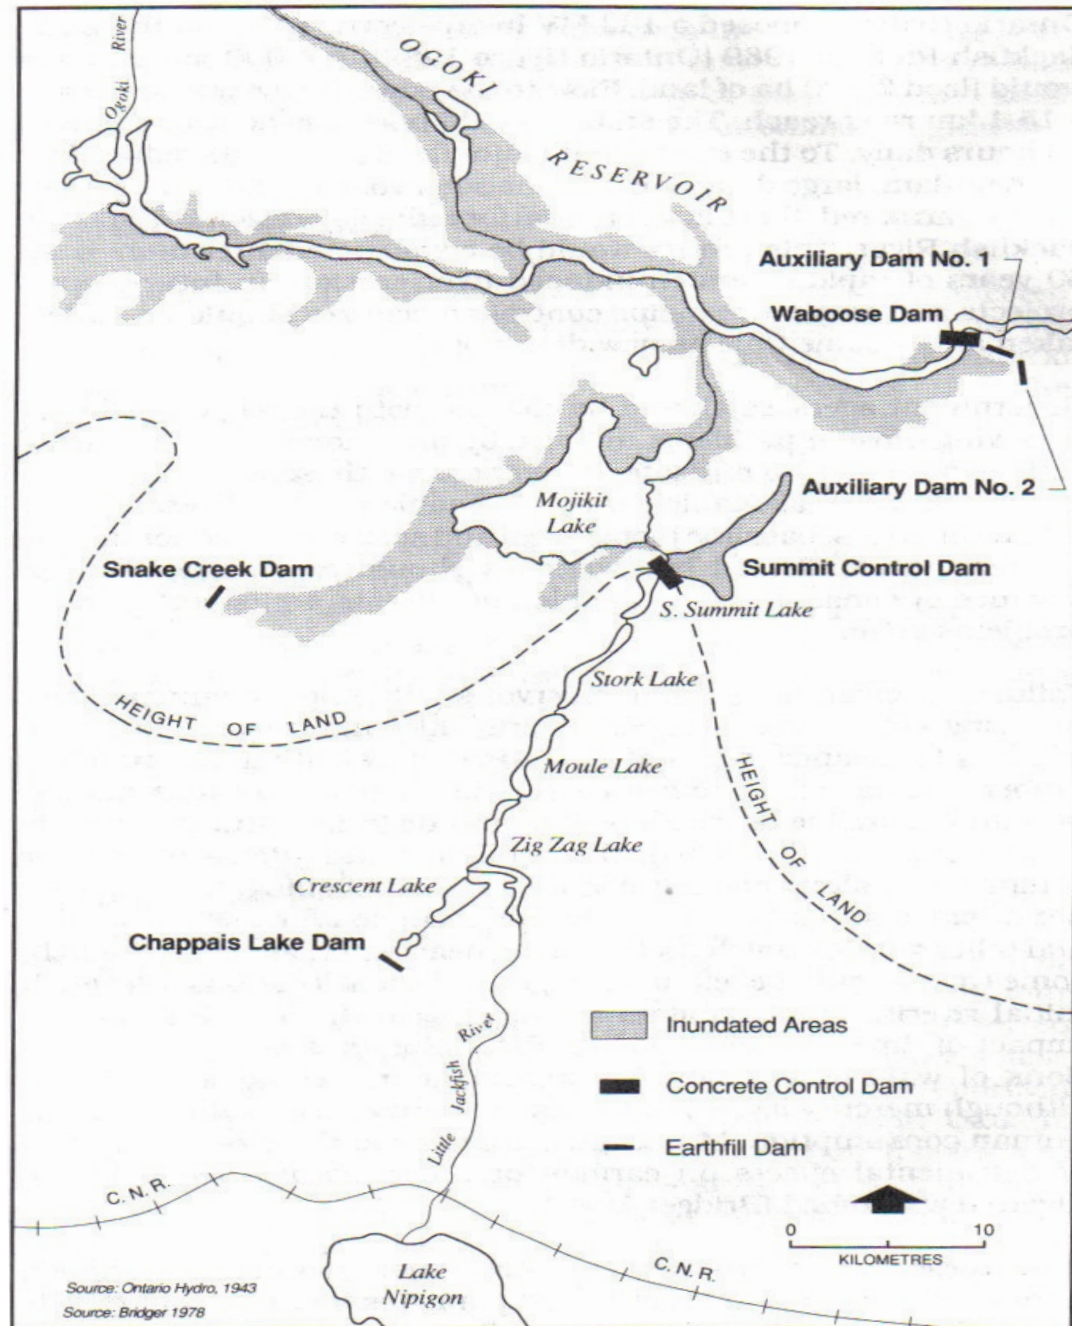 Ogoki River
OGOKI
RESERVOIR
Auxiliary Dam No. 1
Waboose Dam
Auxiliary Dam No. 2
Mojikit
Lake
Snake Creek Dam
Summit Control Dam
S. Summit Lake
Stork Lake
HEIGHT OF LAND
Moule Lake
HEIGHT OF LAND
Zig Zag Lake
Crescent Lake
Chappais Lake Dam
Little Jackfish River
Inundated Areas
Concrete Control Dam
Earthfill Dam
C.N.R.
0 10
KILOMETRES
C.N.R.
Lake
Nipigon
Source: Ontario Hydro, 1943
Source: Bridger 1978